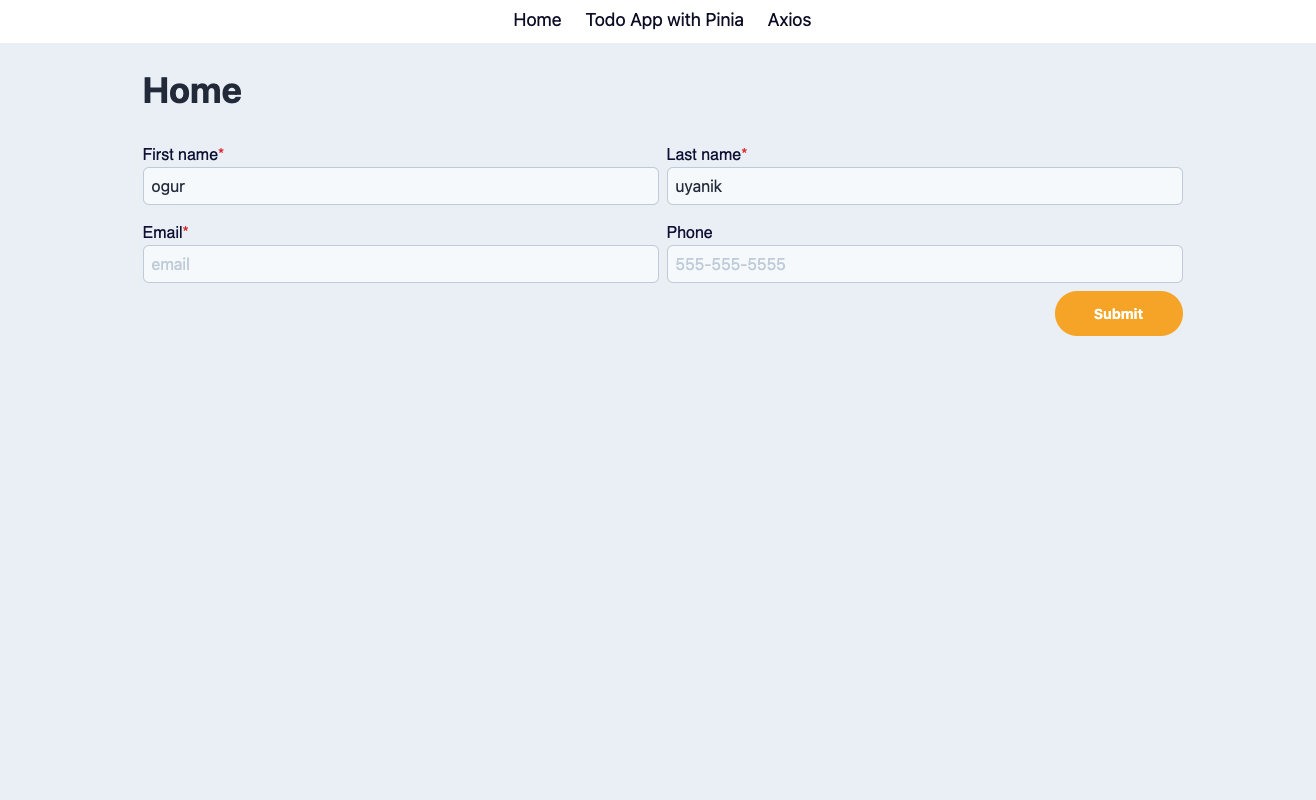 Home Todo App with Pinia Axios
Home
First name* Last name*
ogur uyanik
Email* Phone
email 555-555-5555
Submit